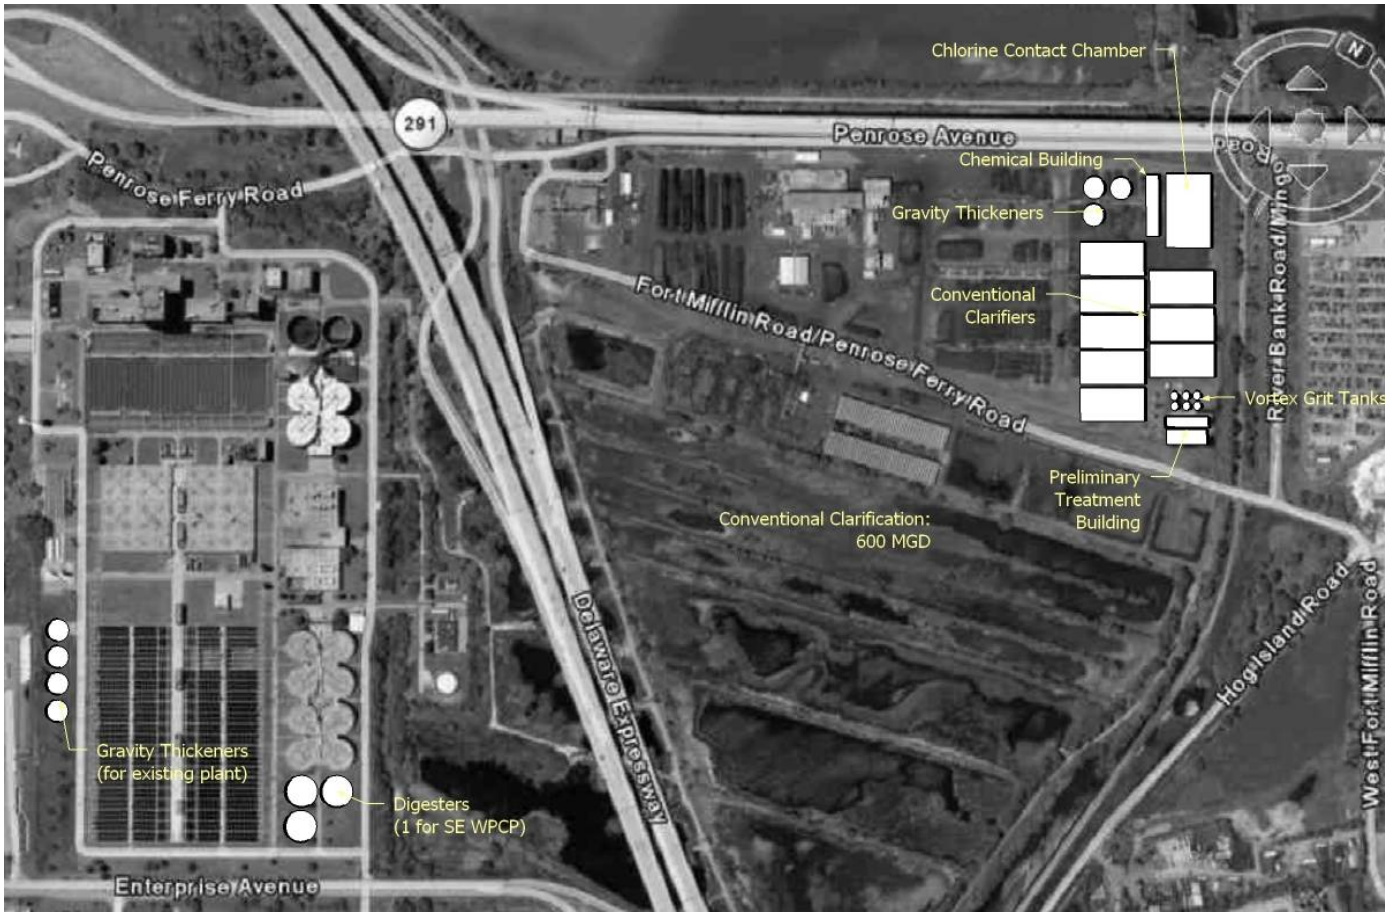 Chlorine Contact Chamber
291
Penrose Avenue
Penrose Ferry Road
Chemical Building
Gravity Thickeners
River Bank Road/Mingo Road
N
Fort Mifflin Road/Penrose Ferry Road
Conventional
Clarifiers
Vortex Grit Tanks
Preliminary
Treatment
Building
Conventional Clarification:
600 MGD
Delaware Expressway
Hog Island Road
West Fort Mifflin Road
Gravity Thickeners
(for existing plant)
Digesters
(1 for SE WPCP)
Enterprise Avenue